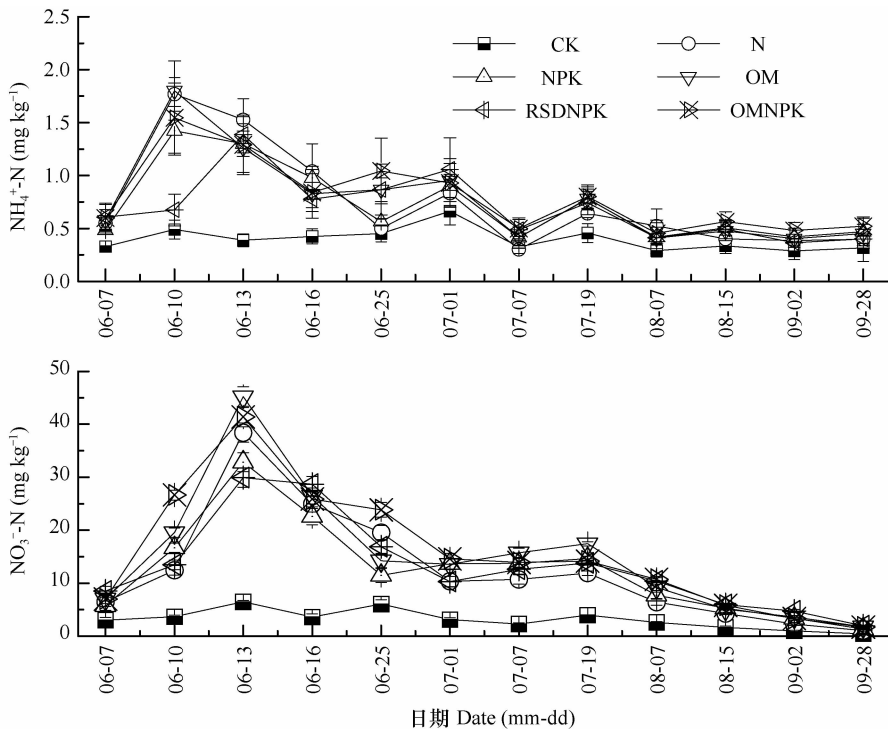 2.5
2.0
1.5
1.0
0.5
0.0
NH₄⁺-N (mg kg⁻¹)
CK N
NPK OM
RSDNPK OMNPK
06-07 06-10 06-13 06-16 06-25 07-01 07-07 07-19 08-07 08-15 09-02 09-28
50
40
30
20
10
0
NO₃⁻-N (mg kg⁻¹)
06-07 06-10 06-13 06-16 06-25 07-01 07-07 07-19 08-07 08-15 09-02 09-28
日期 Date (mm-dd)